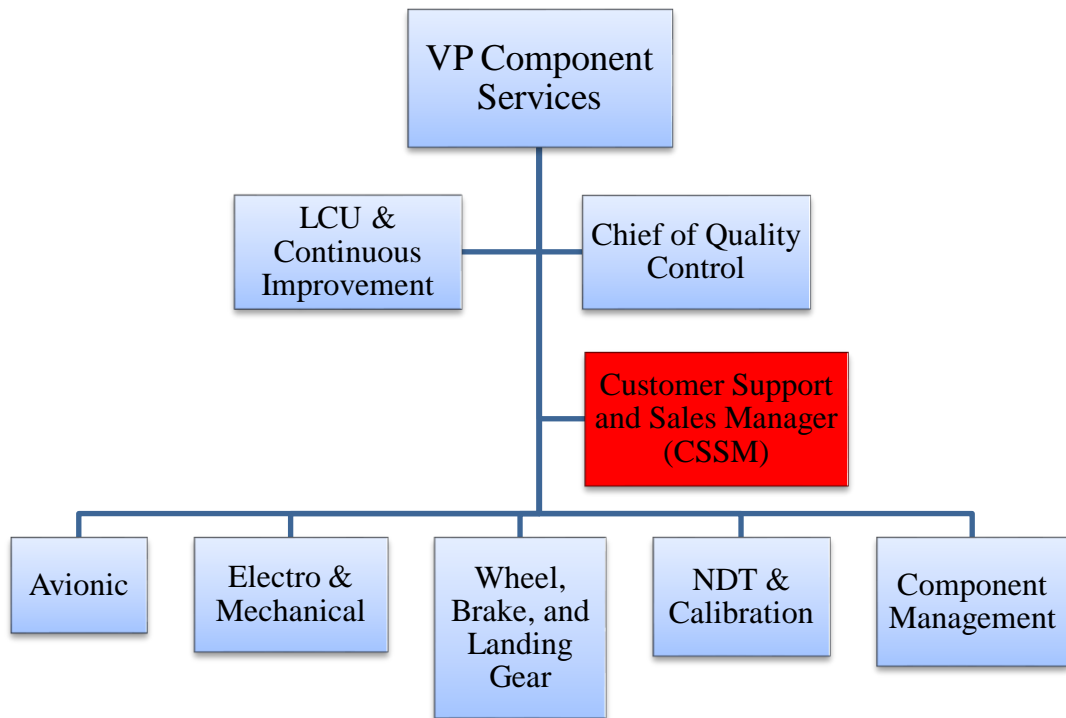 VP Component
Services
LCU &
Continuous
Improvement
Chief of Quality
Control
Customer Support
and Sales Manager
(CSSM)
Avionic
Electro &
Mechanical
Wheel,
Brake, and
Landing
Gear
NDT &
Calibration
Component
Management